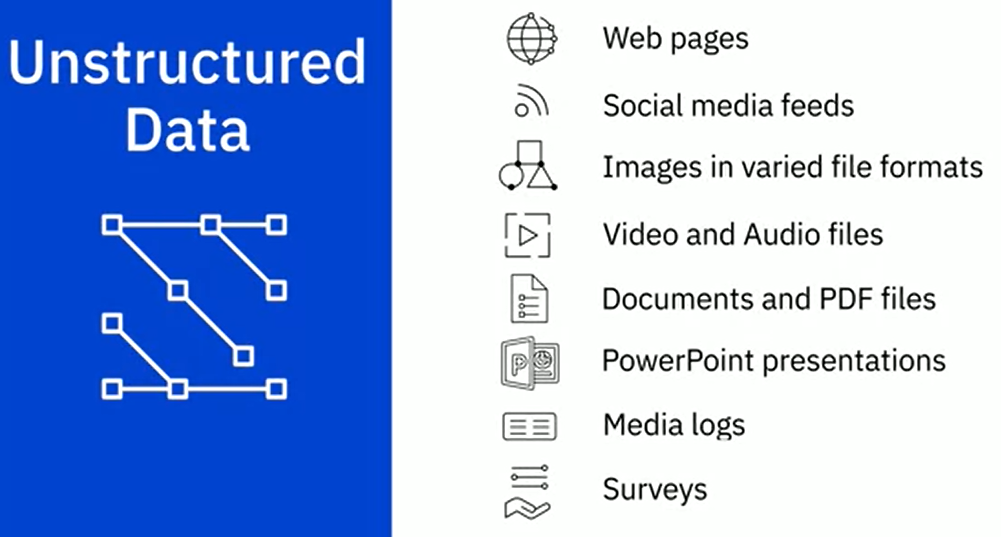 Unstructured
Data
Web pages
Social media feeds
Images in varied file formats
Video and Audio files
Documents and PDF files
P
PowerPoint presentations
Media logs
Surveys